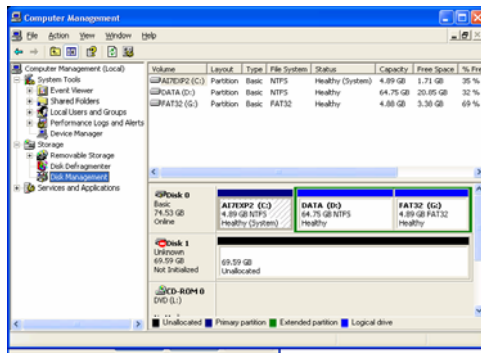 Computer Management
File Action View Window Help
Computer Management (Local)
System Tools
Event Viewer
Shared Folders
Local Users and Groups
Performance Logs and Alerts
Device Manager
Storage
Removable Storage
Disk Defragmenter
Disk Management
Services and Applications
Volume Layout Type File System Status Capacity Free Space % Fre
AI7EXP2 (C:) Partition Basic NTFS Healthy (System) 4.89 GB 1.71 GB 35 %
DATA (D:) Partition Basic NTFS Healthy 64.75 GB 20.85 GB 32 %
FAT32 (G:) Partition Basic FAT32 Healthy 4.88 GB 3.38 GB 69 %
Disk 0
Basic
74.53 GB
Online
AI7EXP2 (C:)
4.89 GB NTFS
Healthy (System)
DATA (D:)
64.75 GB NTFS
Healthy
FAT32 (G:)
4.89 GB FAT32
Healthy
Disk 1
Unknown
69.59 GB
Not Initialized
69.59 GB
Unallocated
CD-ROM 0
DVD (L:)
Unallocated Primary partition Extended partition Logical drive